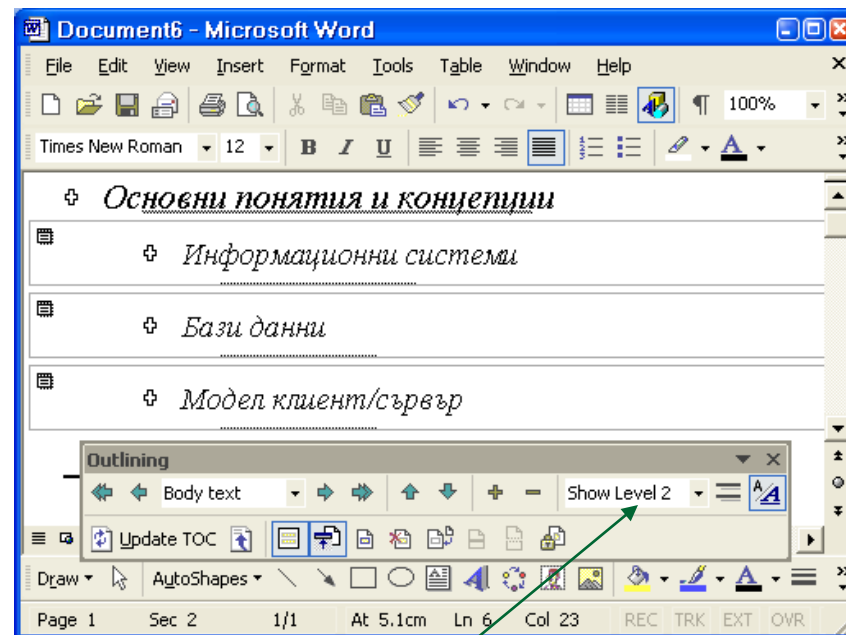 Document6 - Microsoft Word
File Edit View Insert Format Tools Table Window Help
100%
Times New Roman 12 B I U A
Основни понятия и концепции
Информационни системи
Бази данни
Модел клиент/сървър
Outlining
Body text Show Level 2
Update TOC
Draw AutoShapes
Page 1 Sec 2 1/1 At 5.1cm Ln 6 Col 23 REC TRK EXT OVR